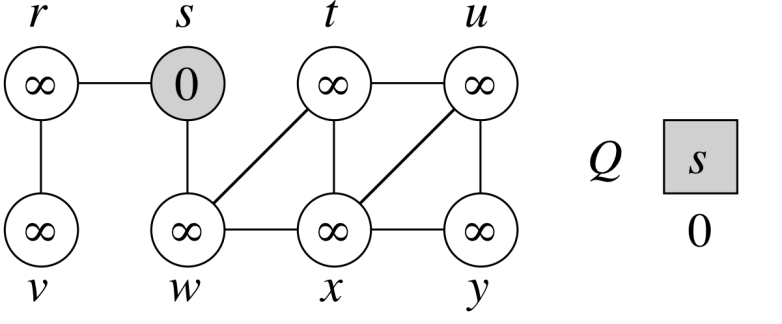 r s t u
∞ 0 ∞ ∞
Q s
0
∞ ∞ ∞ ∞
v w x y